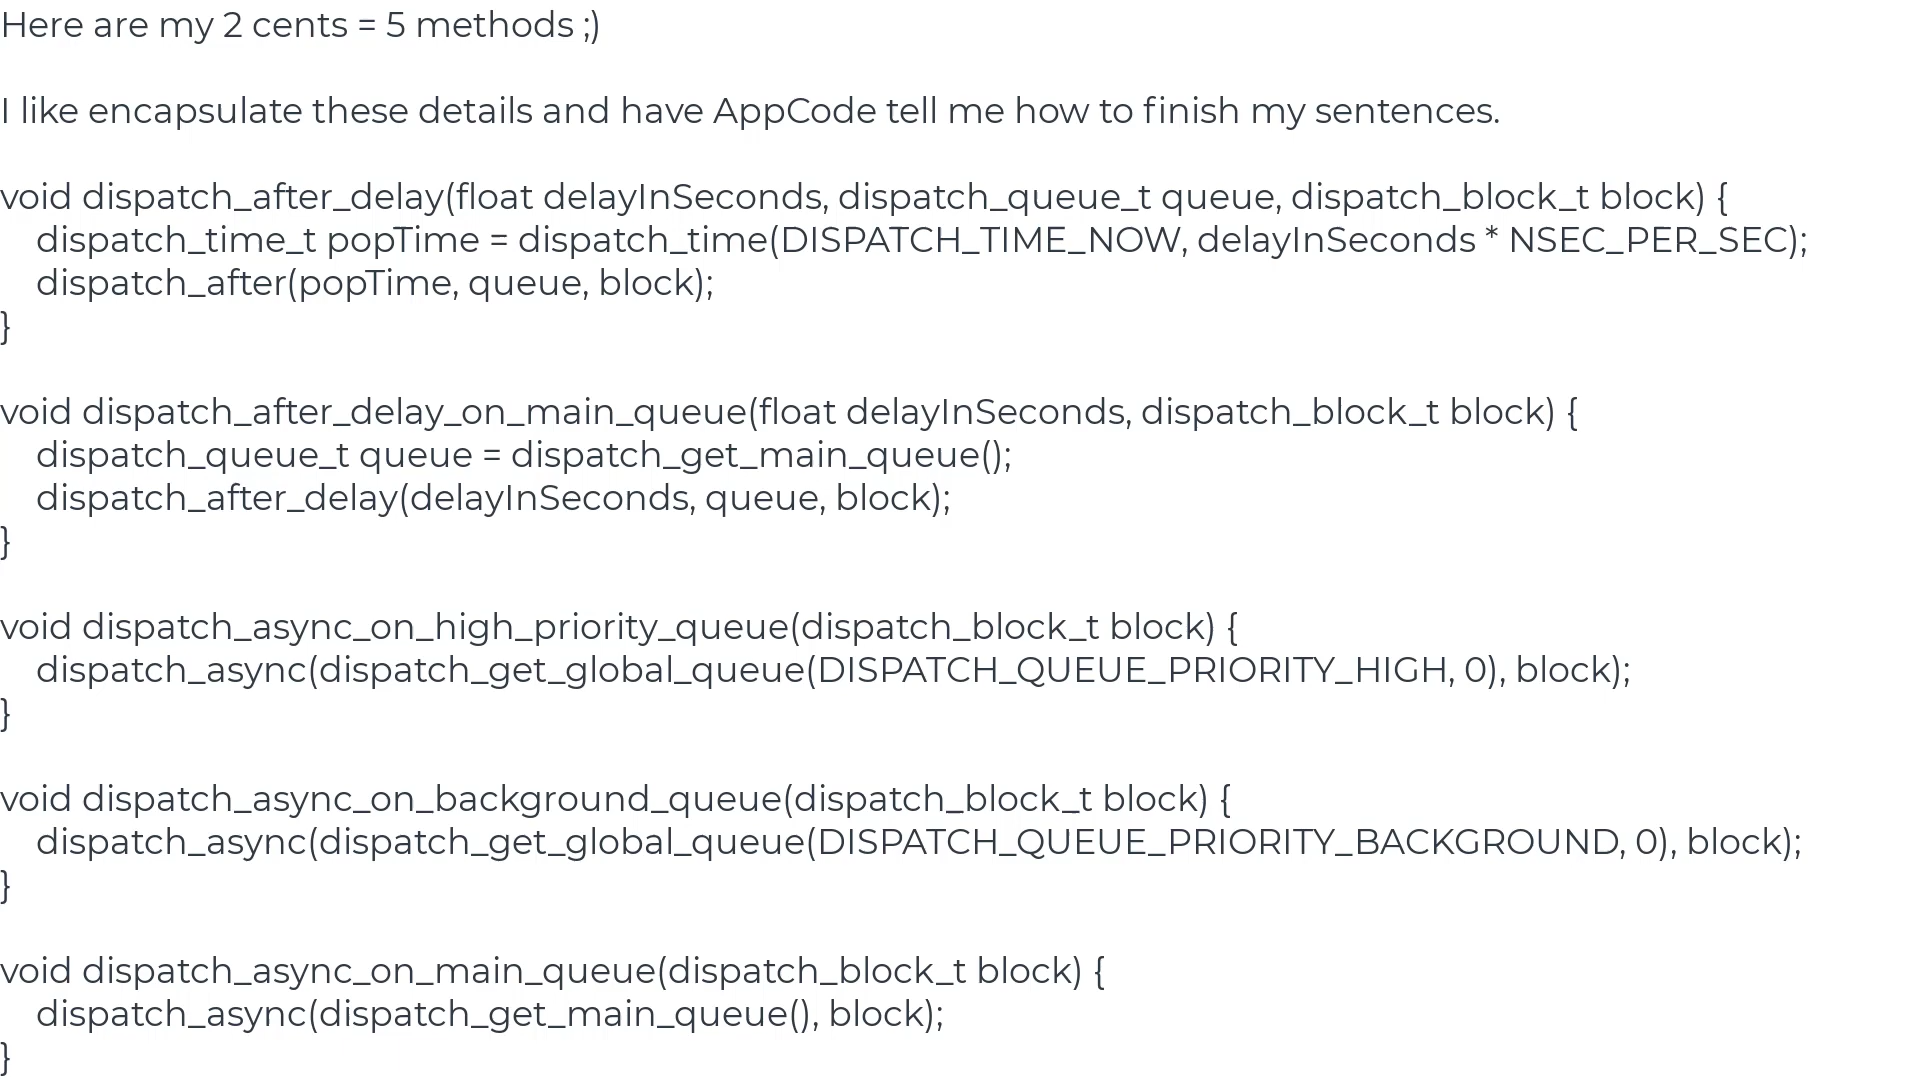 Here are my 2 cents = 5 methods ;)
I like encapsulate these details and have AppCode tell me how to finish my sentences.
void dispatch_after_delay(float delayInSeconds, dispatch_queue_t queue, dispatch_block_t block) {
    dispatch_time_t popTime = dispatch_time(DISPATCH_TIME_NOW, delayInSeconds * NSEC_PER_SEC);
    dispatch_after(popTime, queue, block);
}
void dispatch_after_delay_on_main_queue(float delayInSeconds, dispatch_block_t block) {
    dispatch_queue_t queue = dispatch_get_main_queue();
    dispatch_after_delay(delayInSeconds, queue, block);
}
void dispatch_async_on_high_priority_queue(dispatch_block_t block) {
    dispatch_async(dispatch_get_global_queue(DISPATCH_QUEUE_PRIORITY_HIGH, 0), block);
}
void dispatch_async_on_background_queue(dispatch_block_t block) {
    dispatch_async(dispatch_get_global_queue(DISPATCH_QUEUE_PRIORITY_BACKGROUND, 0), block);
}
void dispatch_async_on_main_queue(dispatch_block_t block) {
    dispatch_async(dispatch_get_main_queue(), block);
}